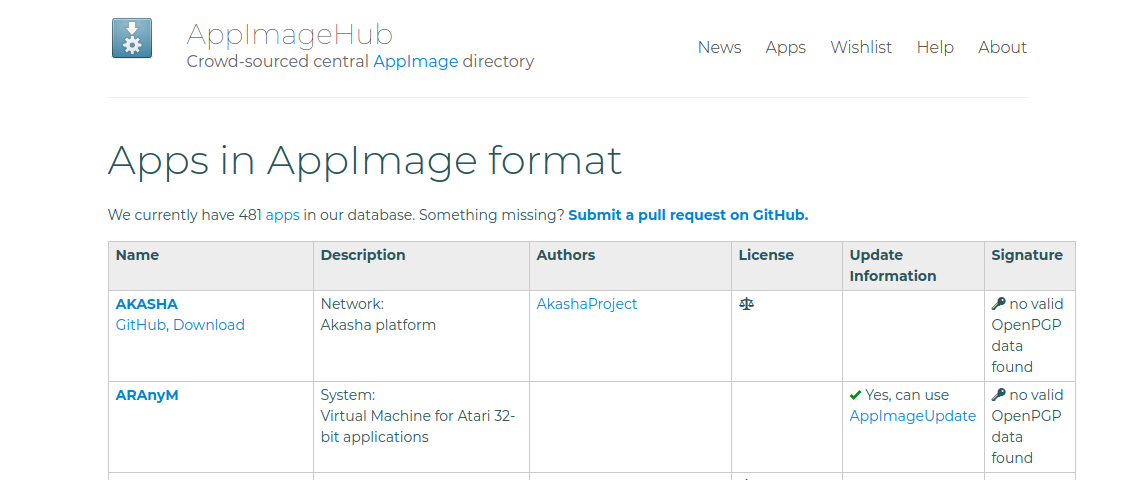 AppImageHub
Crowd-sourced central AppImage directory
News Apps Wishlist Help About
Apps in AppImage format
We currently have 481 apps in our database. Something missing? Submit a pull request on GitHub.
Name Description Authors License Update Information Signature
AKASHA
GitHub, Download
Network:
Akasha platform
AkashaProject
no valid
OpenPGP
data
found
ARAnyM
System:
Virtual Machine for Atari 32-
bit applications
Yes, can use
AppImageUpdate
no valid
OpenPGP
data
found